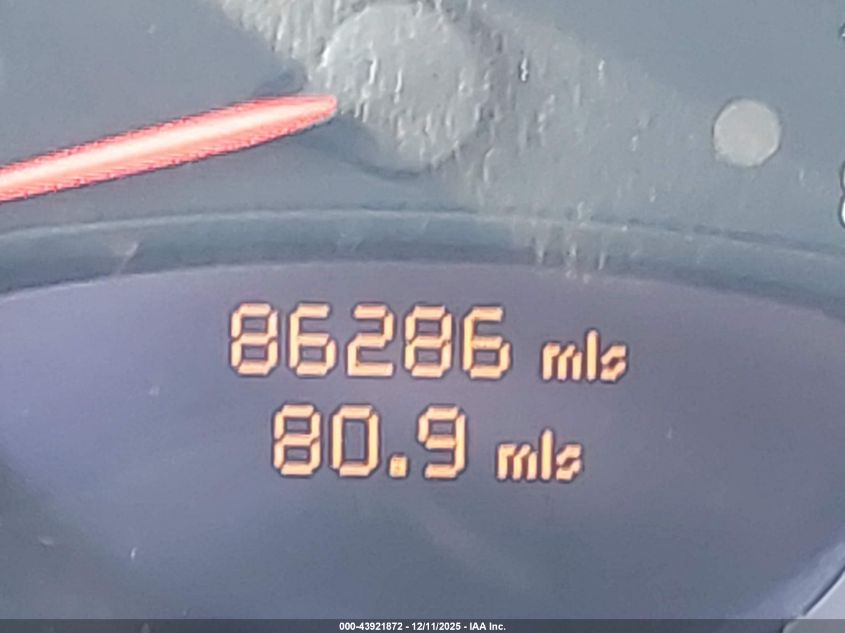 86286 mls
80.9 mls
000-43921872 - 12/11/2025 - IAA Inc.